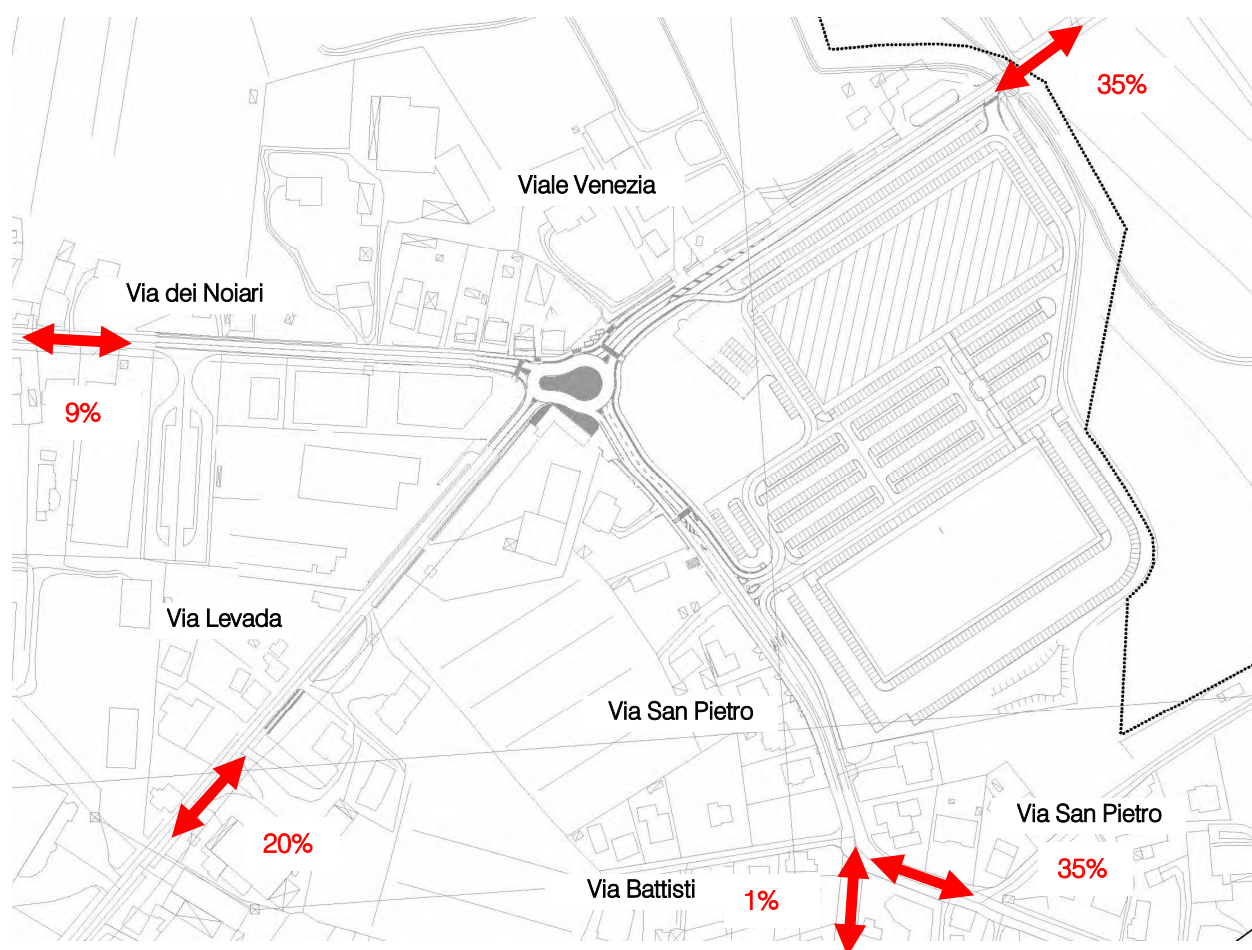 35%
Viale Venezia
Via dei Noiari
9%
Via Levada
Via San Pietro
20%
Via San Pietro
35%
Via Battisti
1%